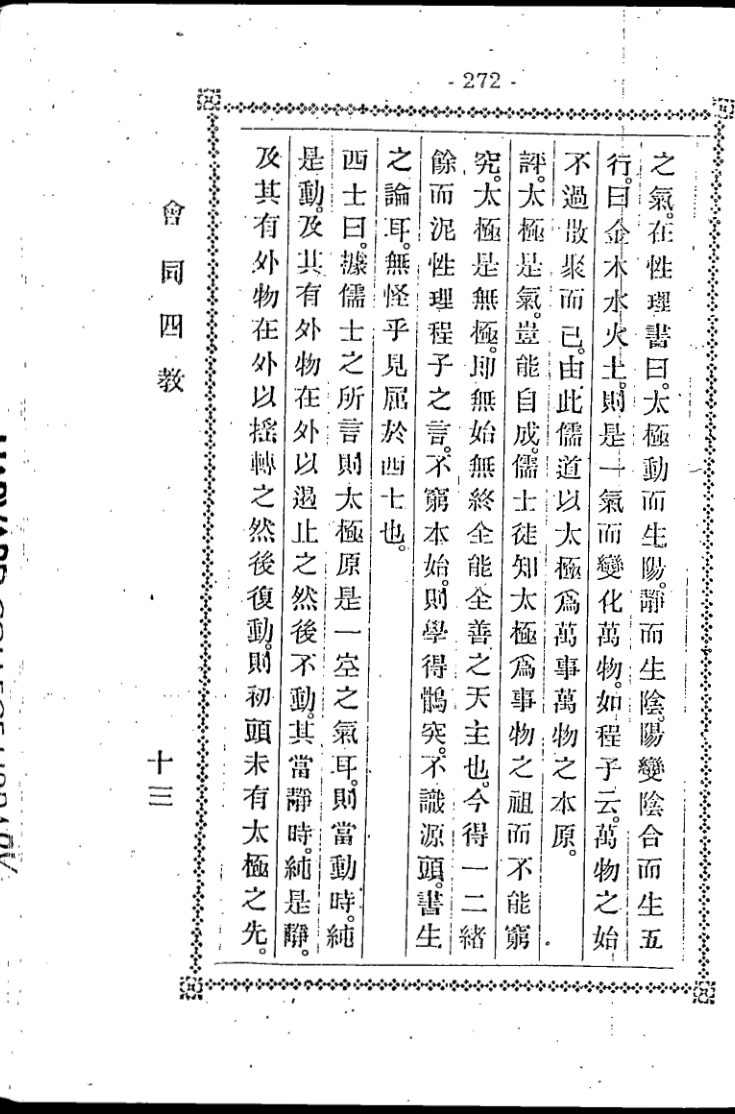 - 272 -
之氣。在性理書曰。太極動而生陽。靜而生陰。陽變陰合而生五
行。曰金木水火土。則是一氣而變化萬物。如程子云。萬物之始
不過散聚而已。由此儒道以太極爲萬事萬物之本原。
評。太極是氣。豈能自成。儒士徒知太極爲事物之祖而不能窮
究。太極是無極。即無始無終全能全善之天主也。今得一二緒
餘而泥性理程子之言。不窮本始。則學得鶻突。不識源頭。書生
之論耳。無怪乎見屈於西士也。
西士曰。據儒士之所言則太極原是一空之氣耳。則當動時。純
是動。及其有外物在外以遏止之然後不動。其當靜時。純是靜。
及其有外物在外以搖轉之然後復動。則初頭未有太極之先。
會同四教
十三